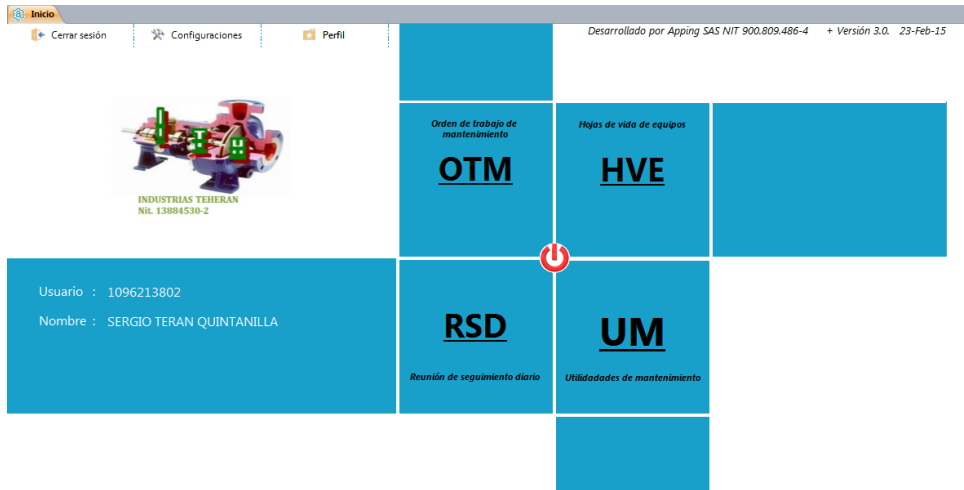 Inicio
Cerrar sesión
Configuraciones
Perfil
Desarrollado por Apping SAS NIT 900.809.486-4 + Versión 3.0. 23-Feb-15
I.
T.
H.
INDUSTRIAS TEHERAN
Nit. 13884530-2
Orden de trabajo de
mantenimiento
OTM
Hojas de vida de equipos
HVE
Usuario : 1096213802
Nombre : SERGIO TERAN QUINTANILLA
RSD
Reunión de seguimiento diario
UM
Utilidadades de mantenimiento